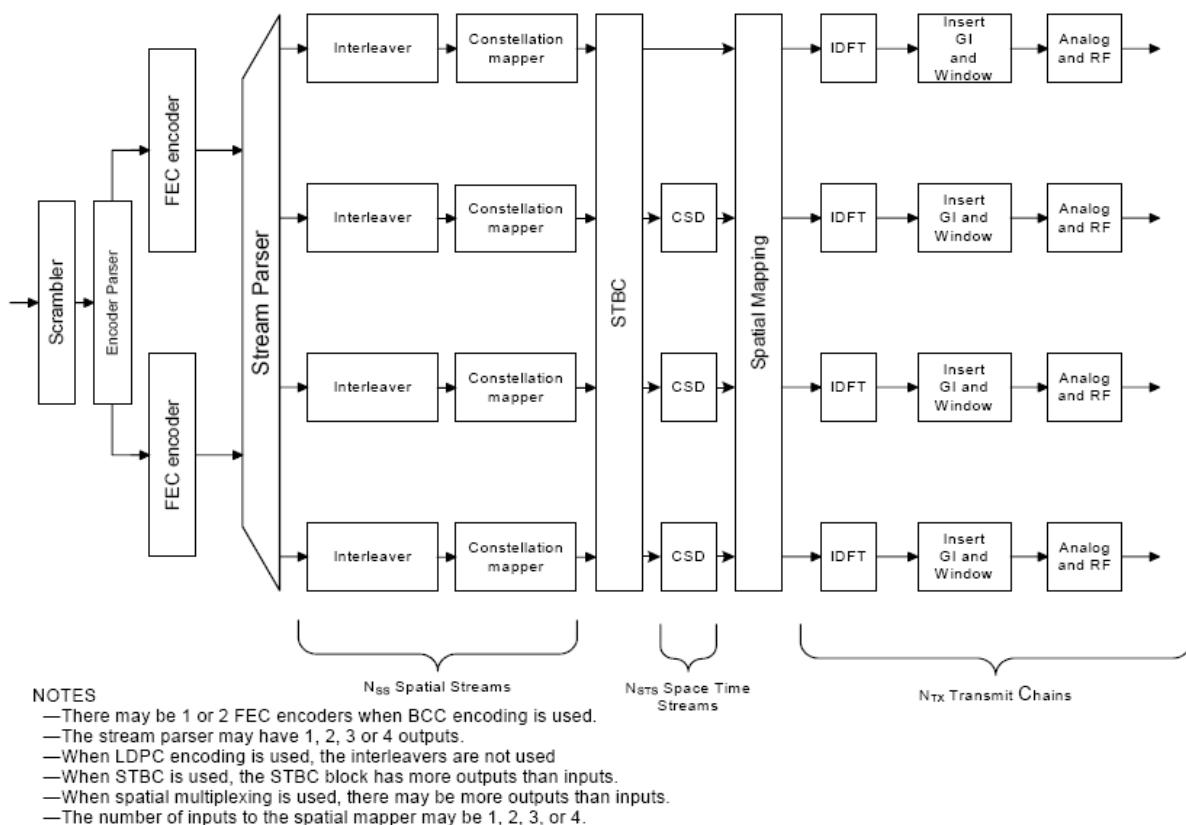 Scrambler
Encoder Parser
FEC encoder
FEC encoder
Stream Parser
Interleaver
Constellation
mapper
Interleaver
Constellation
mapper
Interleaver
Constellation
mapper
Interleaver
Constellation
mapper
STBC
CSD
CSD
CSD
Spatial Mapping
IDFT
Insert
GI
and
Window
Analog
and RF
IDFT
Insert
GI and
Window
Analog
and RF
IDFT
Insert
GI and
Window
Analog
and RF
IDFT
Insert
GI and
Window
Analog
and RF
NSS Spatial Streams
NSTS Space Time
Streams
NTX Transmit Chains
NOTES
—There may be 1 or 2 FEC encoders when BCC encoding is used.
—The stream parser may have 1, 2, 3 or 4 outputs.
—When LDPC encoding is used, the interleavers are not used
—When STBC is used, the STBC block has more outputs than inputs.
—When spatial multiplexing is used, there may be more outputs than inputs.
—The number of inputs to the spatial mapper may be 1, 2, 3, or 4.